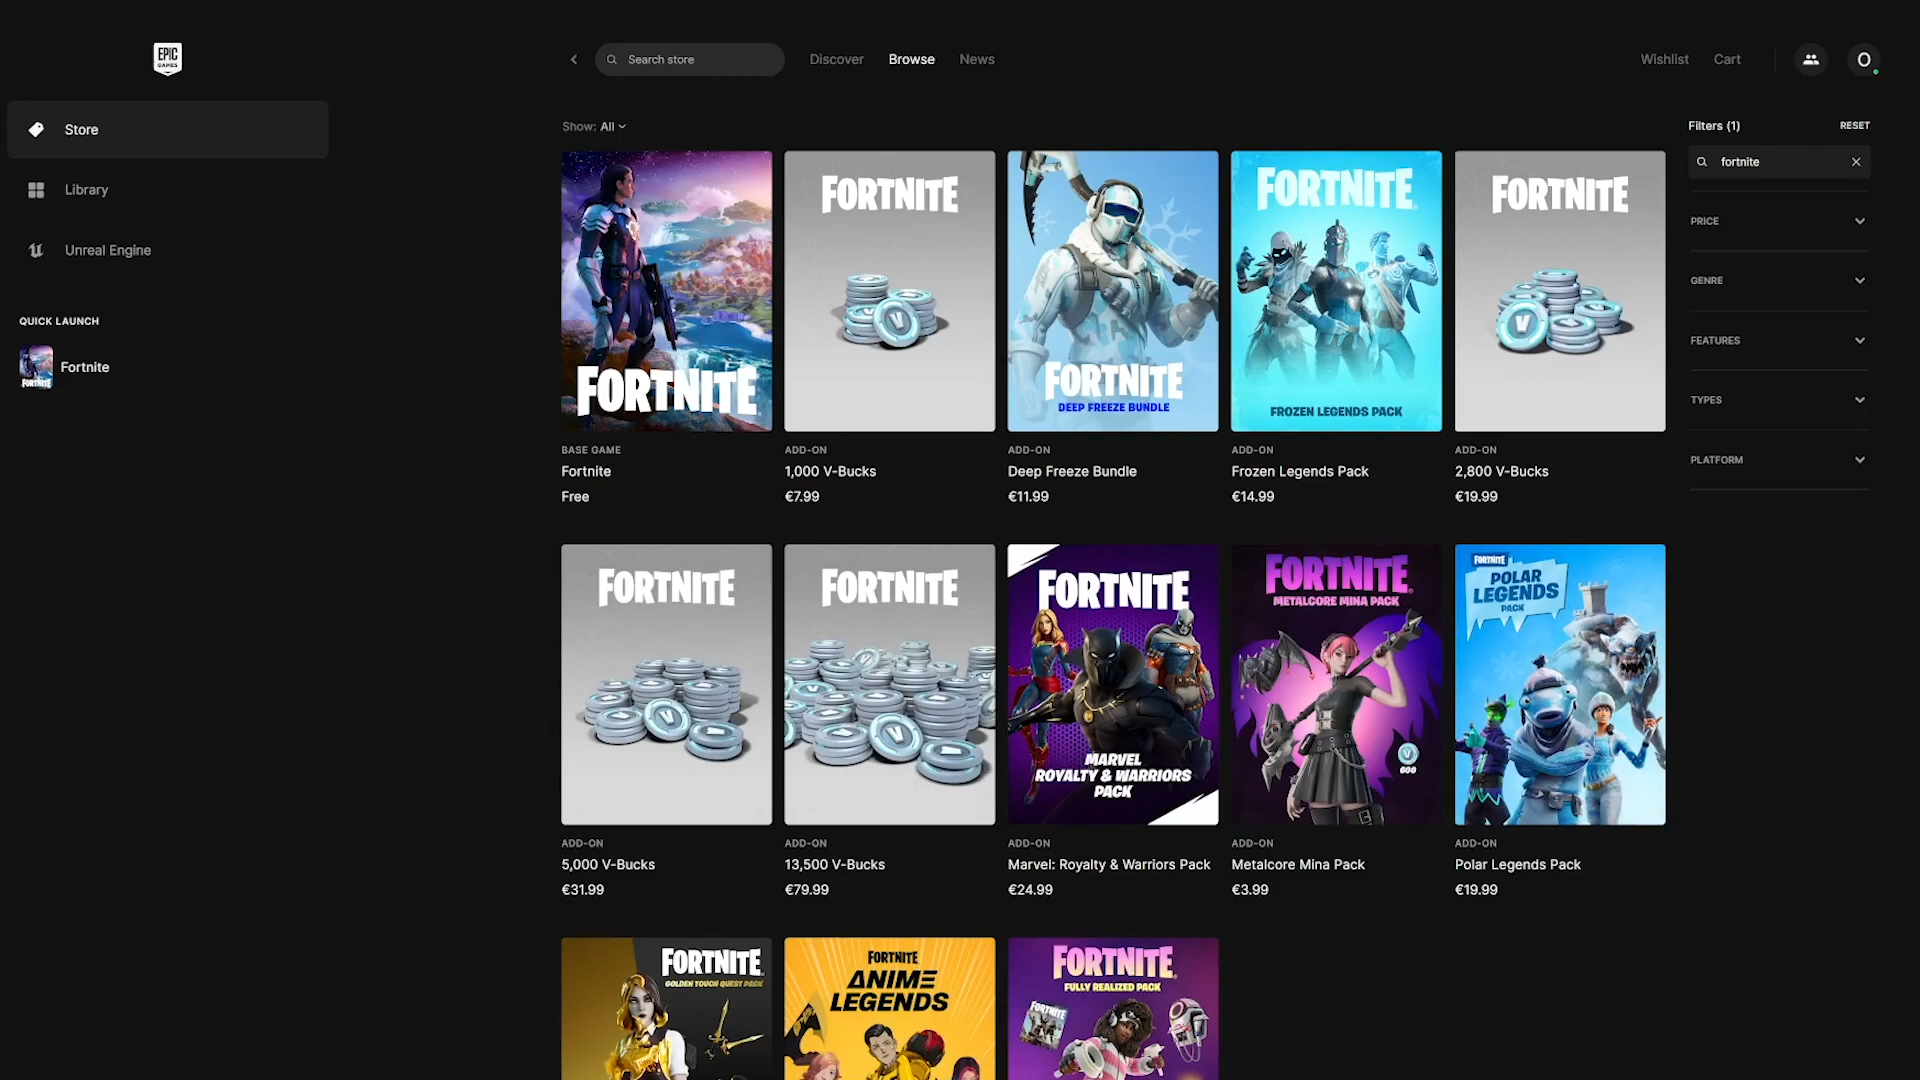 EPIC
GAMES
Search store
Discover
Browse
News
Wishlist
Cart
O
Store
Library
Unreal Engine
QUICK LAUNCH
FORTNITE
Fortnite
Show: All
Filters (1)
RESET
fortnite
PRICE
GENRE
FEATURES
TYPES
PLATFORM
FORTNITE
BASE GAME
Fortnite
Free
FORTNITE
ADD-ON
1,000 V-Bucks
€7.99
FORTNITE
DEEP FREEZE BUNDLE
ADD-ON
Deep Freeze Bundle
€11.99
FORTNITE
FROZEN LEGENDS PACK
ADD-ON
Frozen Legends Pack
€14.99
FORTNITE
ADD-ON
2,800 V-Bucks
€19.99
FORTNITE
ADD-ON
5,000 V-Bucks
€31.99
FORTNITE
ADD-ON
13,500 V-Bucks
€79.99
FORTNITE
MARVEL
ROYALTY & WARRIORS
PACK
ADD-ON
Marvel: Royalty & Warriors Pack
€24.99
FORTNITE
METALCORE MINA PACK
600
ADD-ON
Metalcore Mina Pack
€3.99
FORTNITE
POLAR
LEGENDS
PACK
ADD-ON
Polar Legends Pack
€19.99
FORTNITE
GOLDEN TOUCH QUEST PACK
FORTNITE
ANIME
LEGENDS
FORTNITE
FULLY REALIZED PACK
FORTNITE